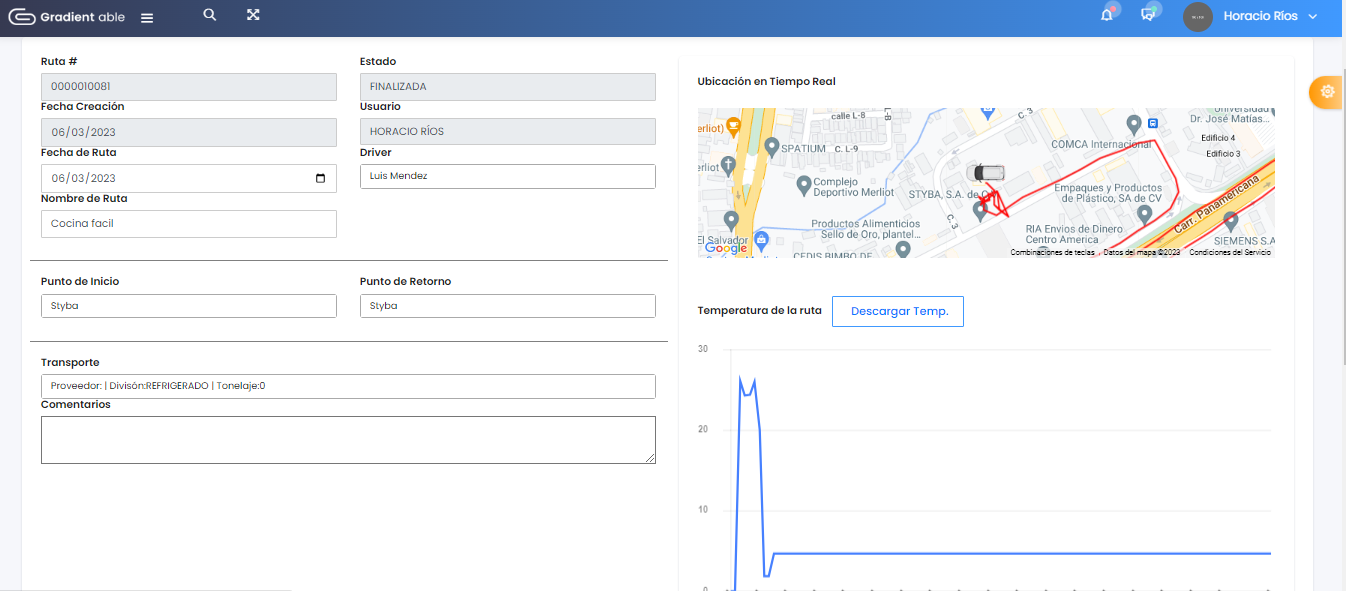 Gradient able
Horacio Ríos
Ruta #
0000010081
Estado
FINALIZADA
Fecha Creación
06/03/2023
Usuario
HORACIO RÍOS
Fecha de Ruta
06/03/2023
Driver
Luis Mendez
Nombre de Ruta
Cocina facil
Punto de Inicio
Styba
Punto de Retorno
Styba
Transporte
Proveedor: | Divisón:REFRIGERADO | Tonelaje:0
Comentarios
Ubicación en Tiempo Real
calle L-8
L-8
C. 3
Universidad
Dr. José Matías...
erliot)
SPATIUM
C. L-9
COMCA Internacional
Edificio 4
Edificio 3
erliot
Complejo
Deportivo Merliot
STYBA, S.A. de C
Empaques y Productos
de Plástico, SA de CV
Carr. Panamericana
C. 3
Productos Alimenticios
Sello de Oro, plantel...
RIA Envios de Dinero
Centro America
El Salvador
SIEMENS S.A
Google
CEDIS BIMBO DE
Combinaciones de teclas
Datos del mapa ©2023
Condiciones del Servicio
Temperatura de la ruta
Descargar Temp.
30
20
10
0